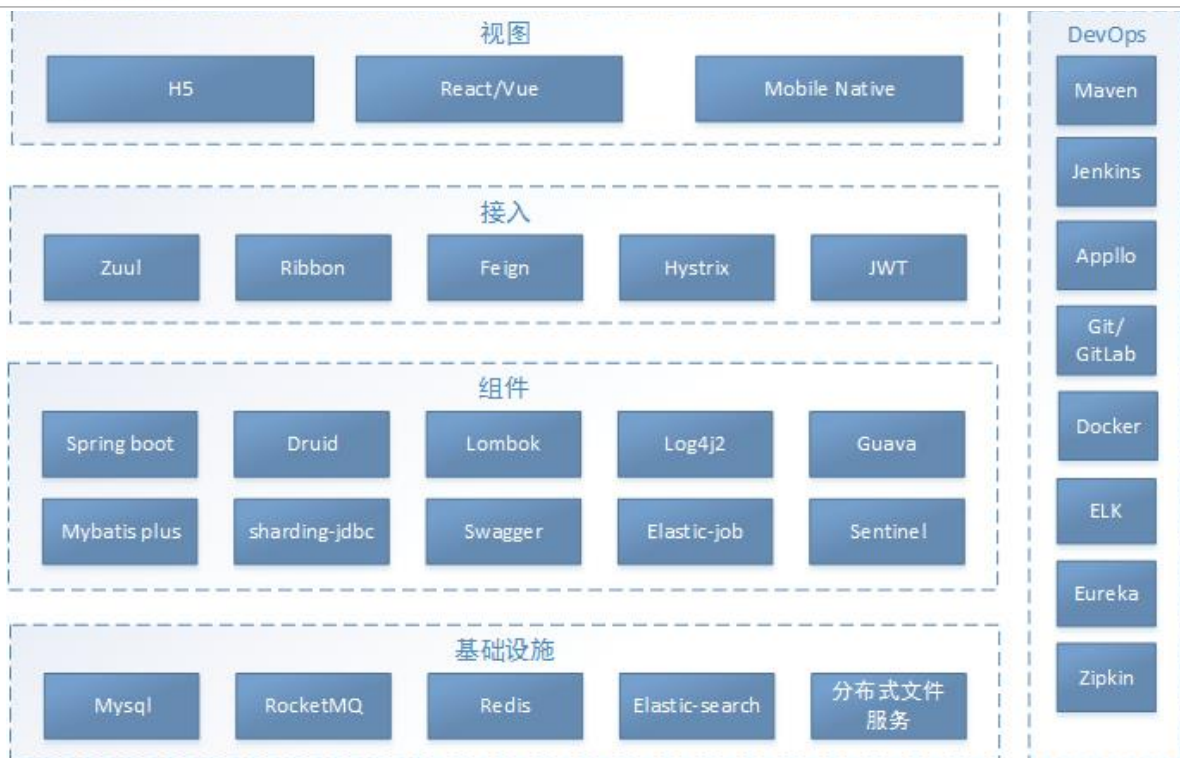 视图
H5
React/Vue
Mobile Native
接入
Zuul
Ribbon
Feign
Hystrix
JWT
组件
Spring boot
Druid
Lombok
Log4j2
Guava
Mybatis plus
sharding-jdbc
Swagger
Elastic-job
Sentinel
基础设施
Mysql
RocketMQ
Redis
Elastic-search
分布式文件
服务
DevOps
Maven
Jenkins
Appllo
Git/
GitLab
Docker
ELK
Eureka
Zipkin